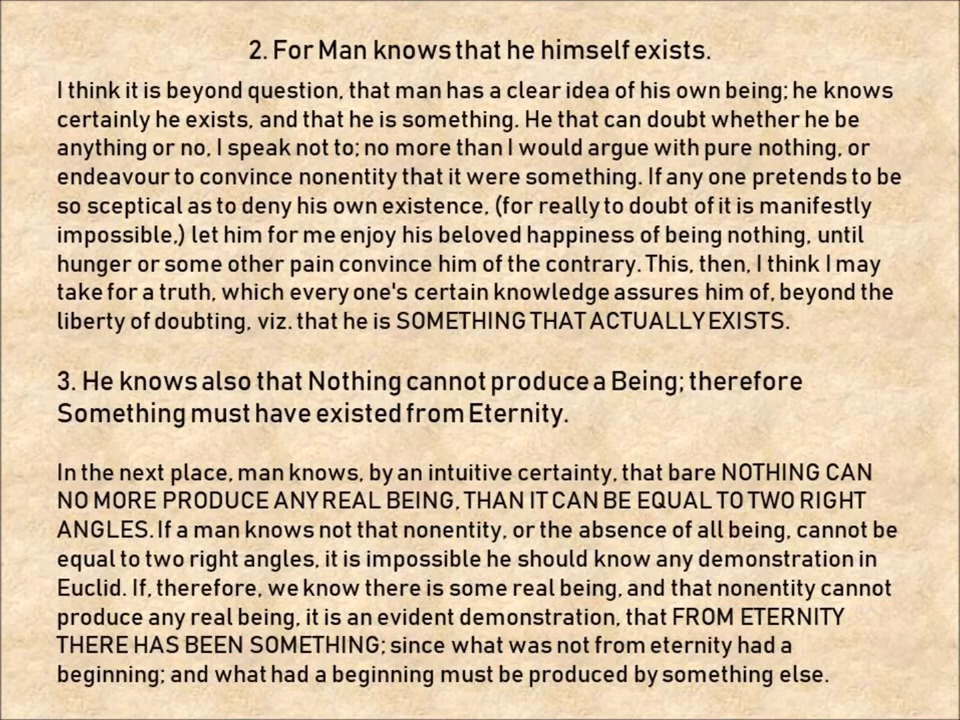 2. For Man knows that he himself exists.
I think it is beyond question, that man has a clear idea of his own being; he knows
certainly he exists, and that he is something. He that can doubt whether he be
anything or no, I speak not to; no more than I would argue with pure nothing, or
endeavour to convince nonentity that it were something. If any one pretends to be
so sceptical as to deny his own existence, (for really to doubt of it is manifestly
impossible,) let him for me enjoy his beloved happiness of being nothing, until
hunger or some other pain convince him of the contrary. This, then, I think I may
take for a truth, which every one's certain knowledge assures him of, beyond the
liberty of doubting, viz. that he is SOMETHING THAT ACTUALLY EXISTS.
3. He knows also that Nothing cannot produce a Being; therefore
Something must have existed from Eternity.
In the next place, man knows, by an intuitive certainty, that bare NOTHING CAN
NO MORE PRODUCE ANY REAL BEING, THAN IT CAN BE EQUAL TO TWO RIGHT
ANGLES. If a man knows not that nonentity, or the absence of all being, cannot be
equal to two right angles, it is impossible he should know any demonstration in
Euclid. If, therefore, we know there is some real being, and that nonentity cannot
produce any real being, it is an evident demonstration, that FROM ETERNITY
THERE HAS BEEN SOMETHING; since what was not from eternity had a
beginning; and what had a beginning must be produced by something else.